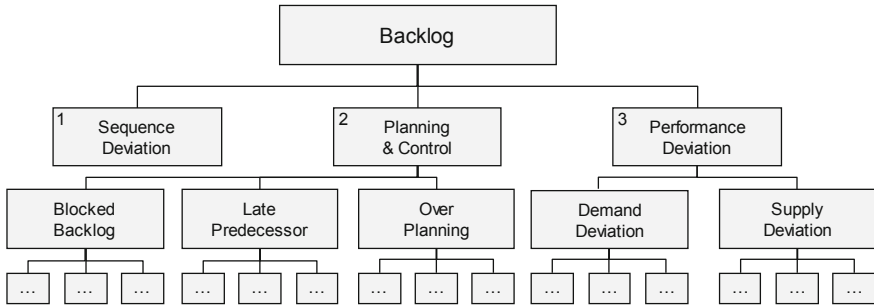 Backlog
1
Sequence
Deviation
2
Planning
& Control
3
Performance
Deviation
Blocked
Backlog
Late
Predecessor
Over
Planning
Demand
Deviation
Supply
Deviation
... ... ... ... ... ... ... ... ... ... ... ... ... ... ...